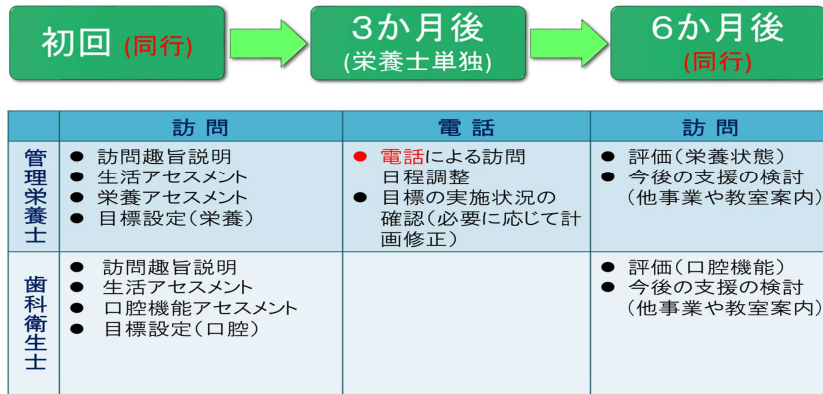 初回 (同行)
3か月後
(栄養士単独)
6か月後
(同行)
訪 問
電 話
訪 問
管理栄養士
● 訪問趣旨説明
● 生活アセスメント
● 栄養アセスメント
● 目標設定(栄養)
● 電話による訪問
日程調整
● 目標の実施状況の
確認(必要に応じて計
画修正)
● 評価(栄養状態)
● 今後の支援の検討
(他事業や教室案内)
歯科衛生士
● 訪問趣旨説明
● 生活アセスメント
● 口腔機能アセスメント
● 目標設定(口腔)
● 評価(口腔機能)
● 今後の支援の検討
(他事業や教室案内)